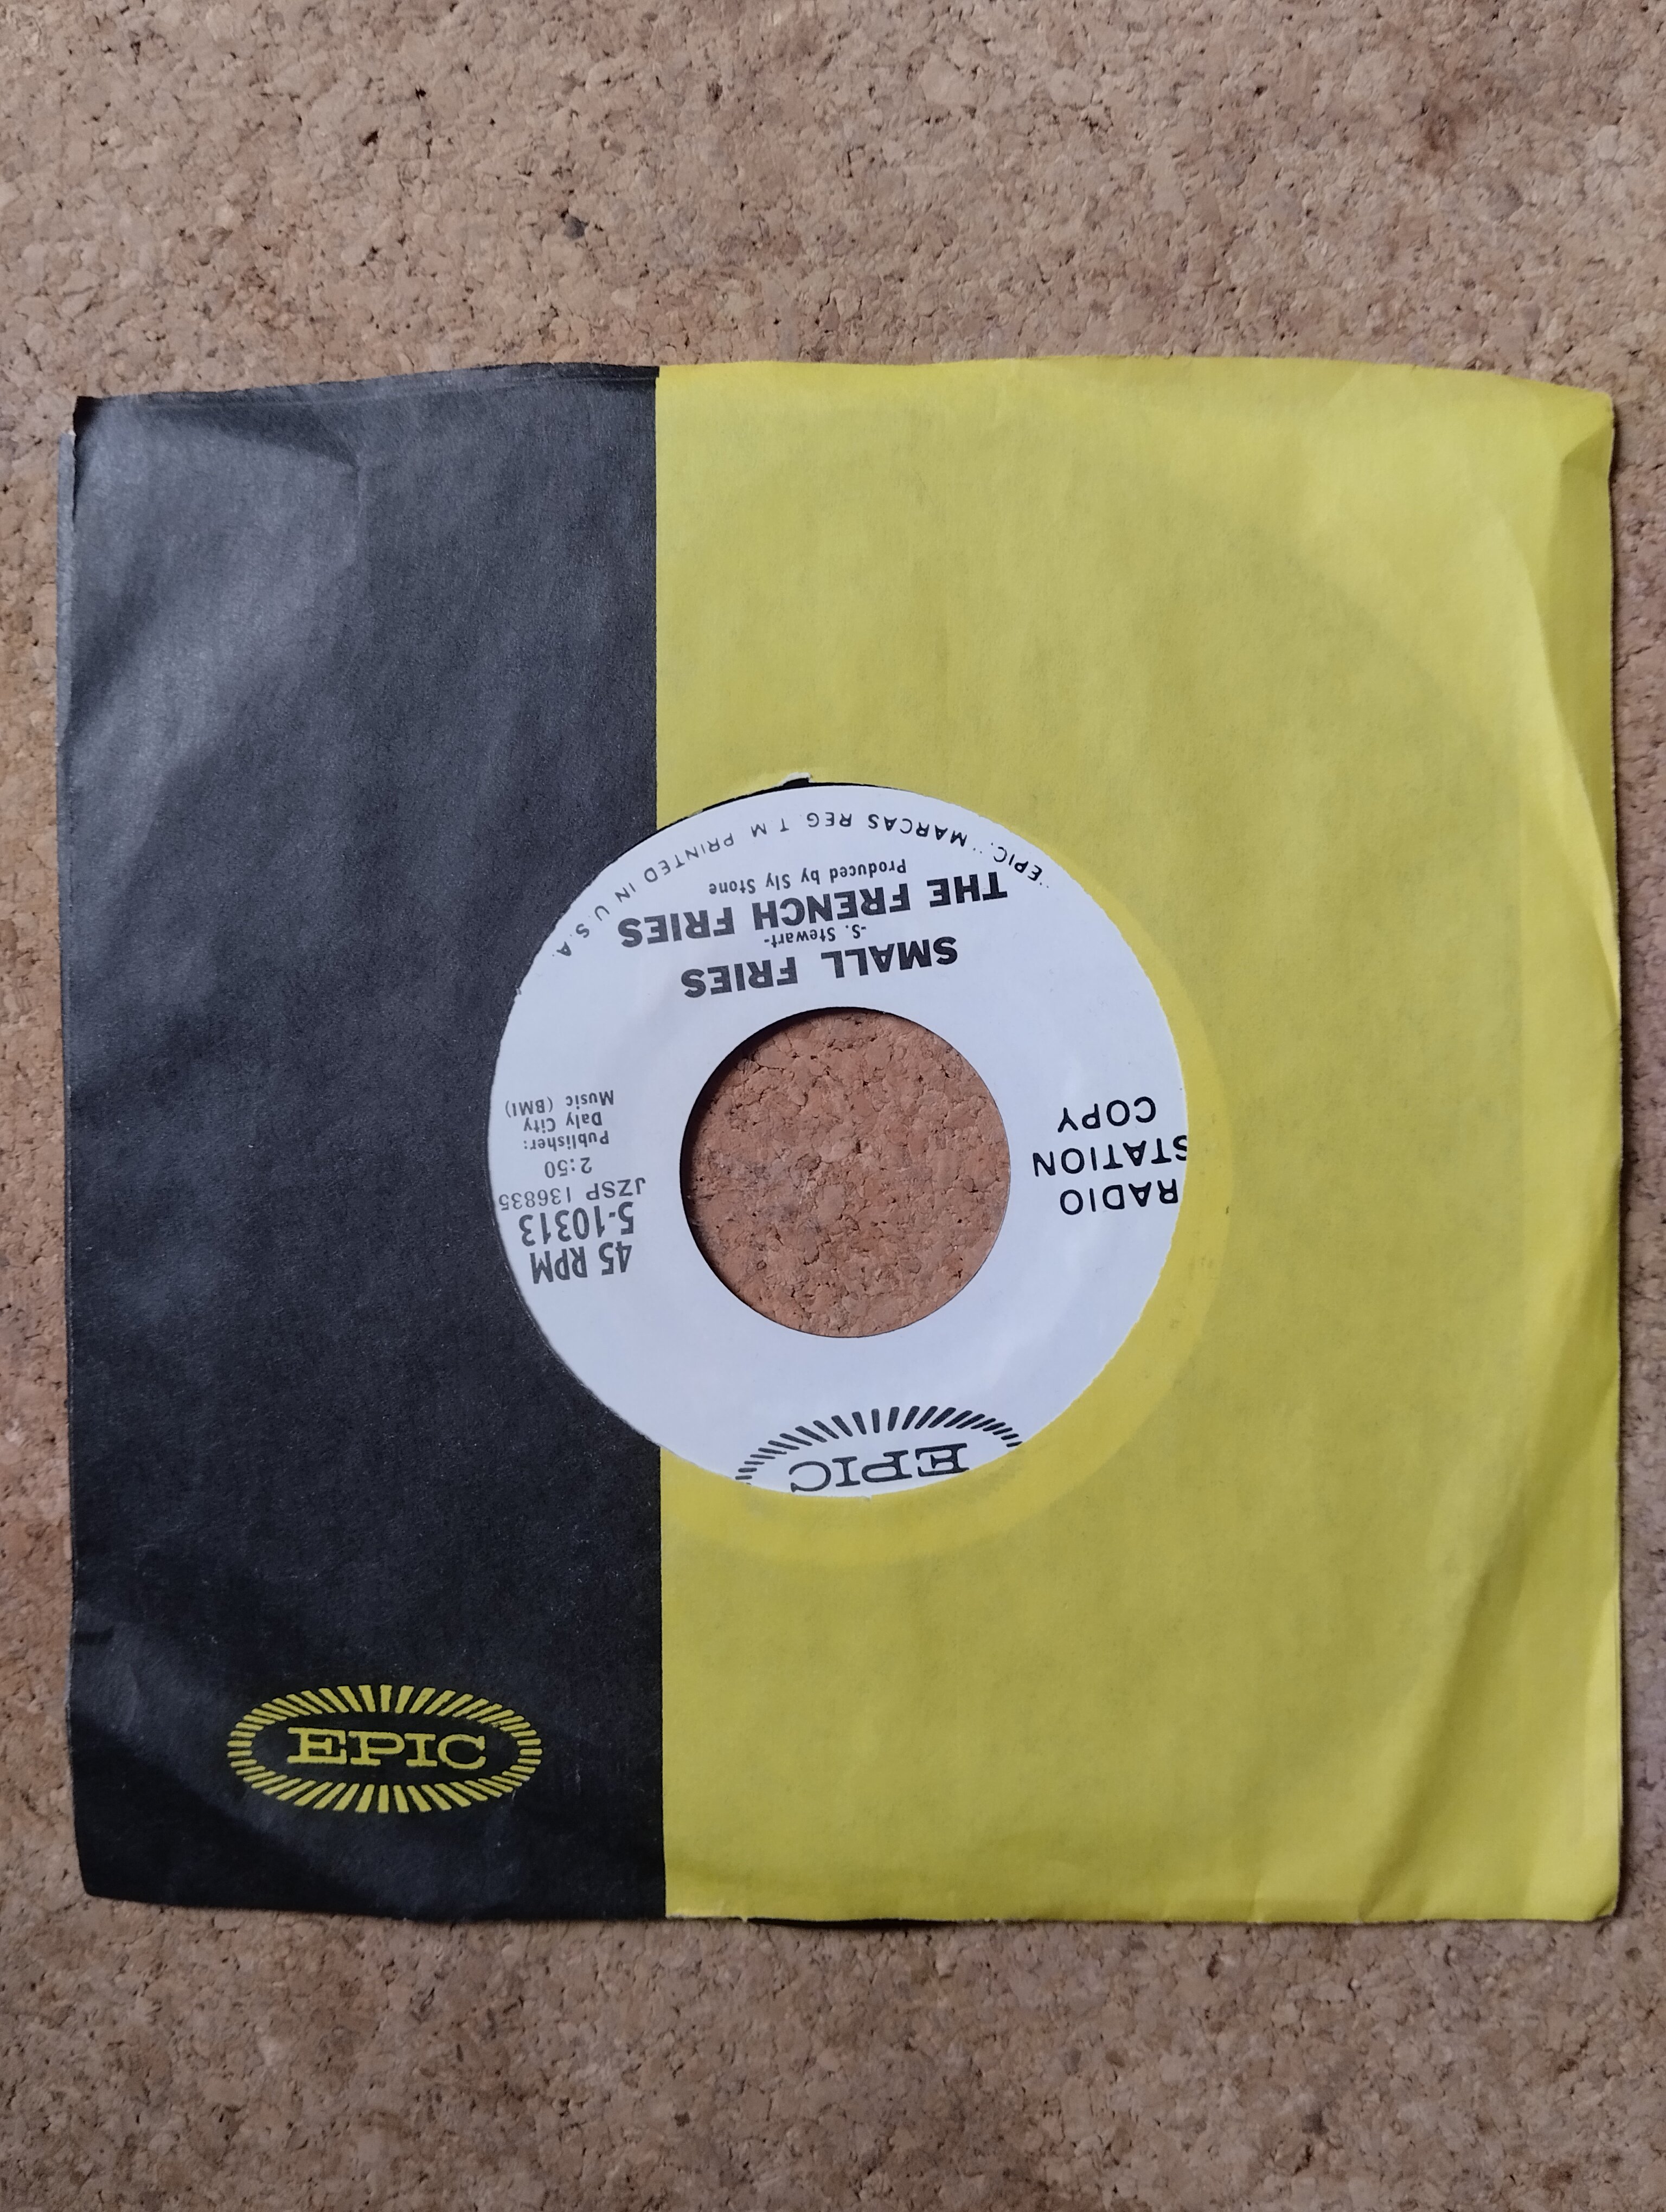 EPIC
RADIO
STATION
COPY
45 RPM
5-10313
JZSP 136835
2:50
Publisher:
Daly City
Music (BMI)
SMALL FRIES
-S. Stewart-
THE FRENCH FRIES
Produced by Sly Stone
"EPIC," MARCAS REG. T.M. PRINTED IN U.S.A.
EPIC